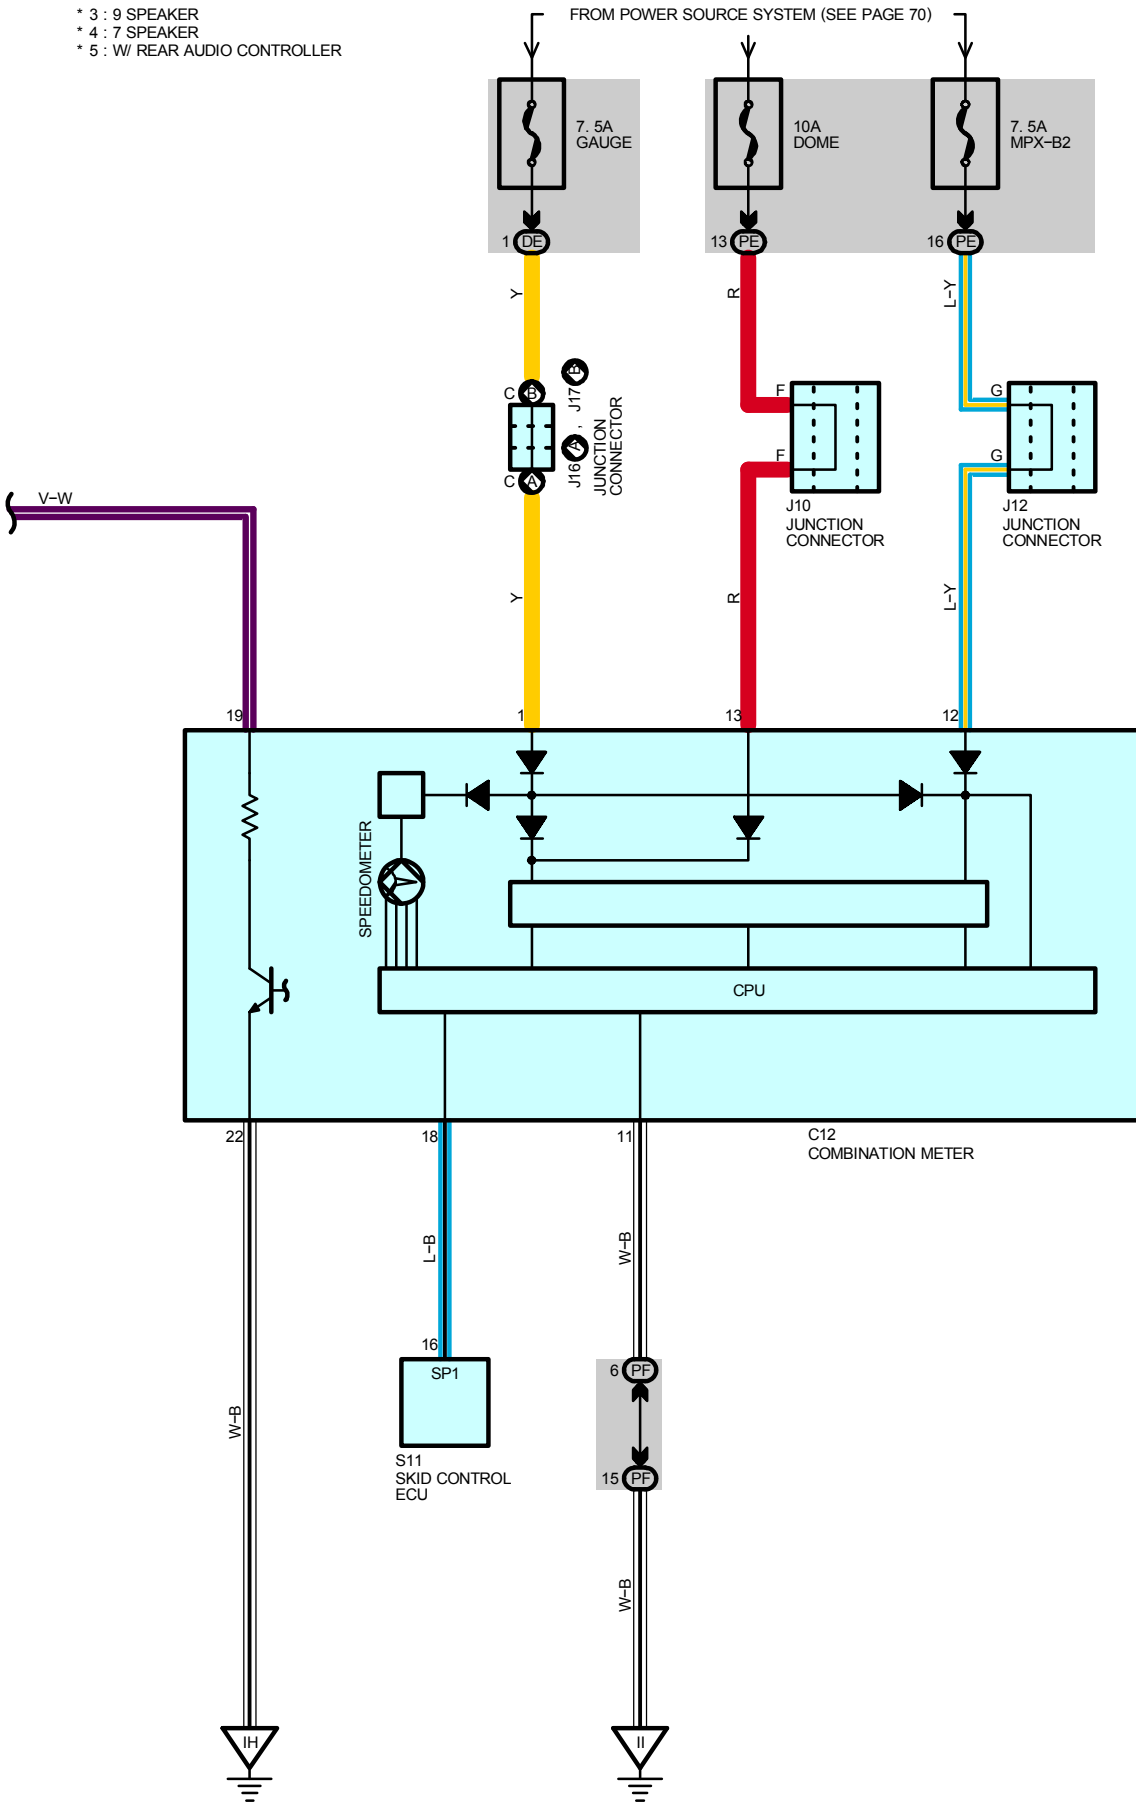 * 3 : 9 SPEAKER
* 4 : 7 SPEAKER
* 5 : W/ REAR AUDIO CONTROLLER
FROM POWER SOURCE SYSTEM (SEE PAGE 70)
7. 5A
GAUGE
10A
DOME
7. 5A
MPX-B2
1 DE
13 PE
16 PE
Y
R
L-Y
C B
C A
J16 A , J17 B
JUNCTION
CONNECTOR
F
F
J10
JUNCTION
CONNECTOR
G
G
J12
JUNCTION
CONNECTOR
V-W
Y
R
L-Y
19
1
13
12
SPEEDOMETER
CPU
22
18
11
C12
COMBINATION METER
L-B
W-B
16
SP1
S11
SKID CONTROL
ECU
6 PF
15 PF
W-B
W-B
IH
II